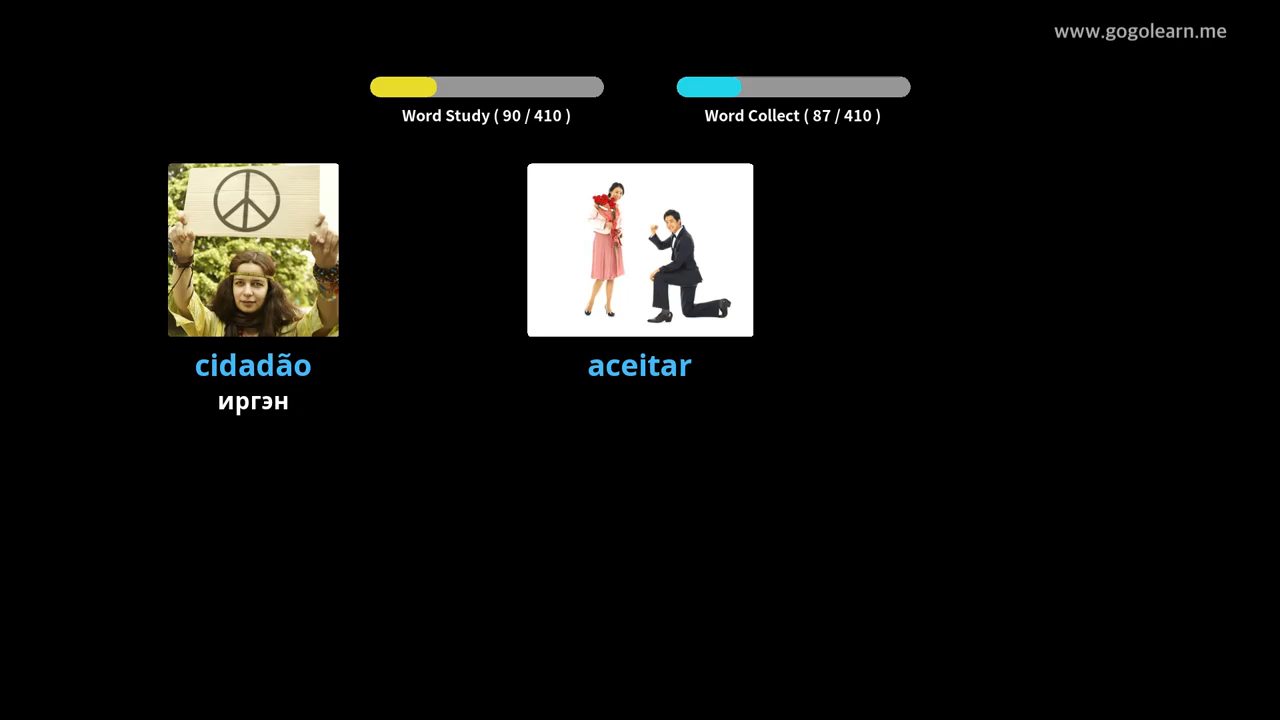 www.gogolearn.me
Word Study ( 90 / 410 )
Word Collect ( 87 / 410 )
cidadão
иргэн
aceitar